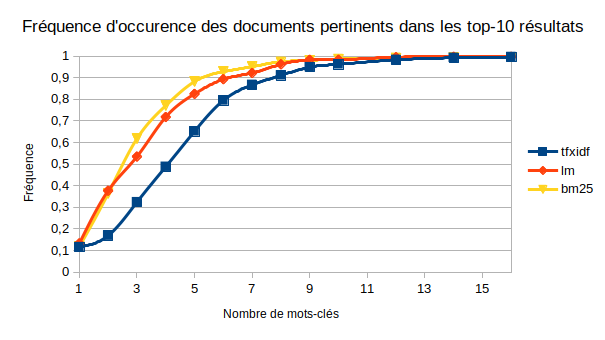 Fréquence d'occurence des documents pertinents dans les top-10 résultats
1
0,9
0,8
0,7
0,6
0,5
0,4
0,3
0,2
0,1
0
Fréquence
1 3 5 7 9 11 13 15
Nombre de mots-clés
tfxidf
lm
bm25